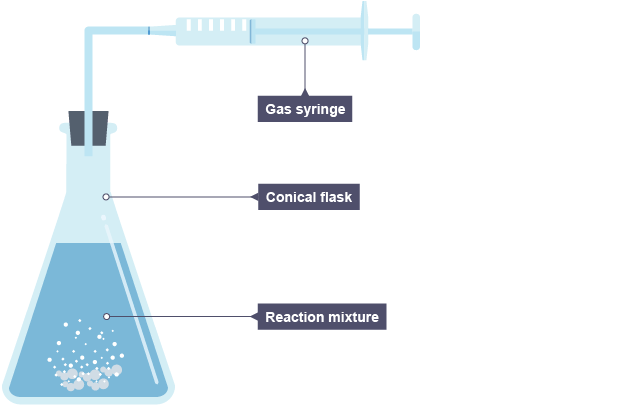 Gas syringe
Conical flask
Reaction mixture